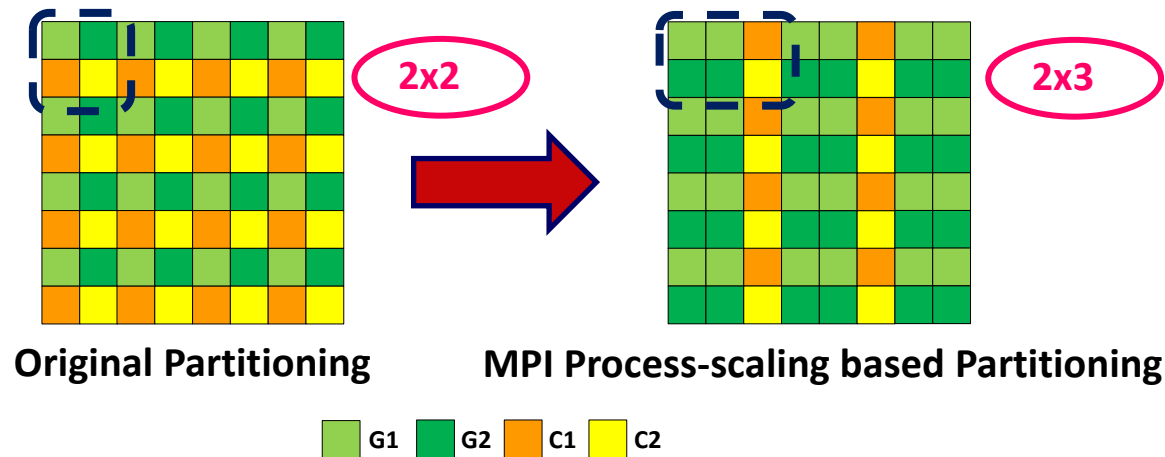 2x2
2x3
Original Partitioning
MPI Process-scaling based Partitioning
G1 G2 C1 C2